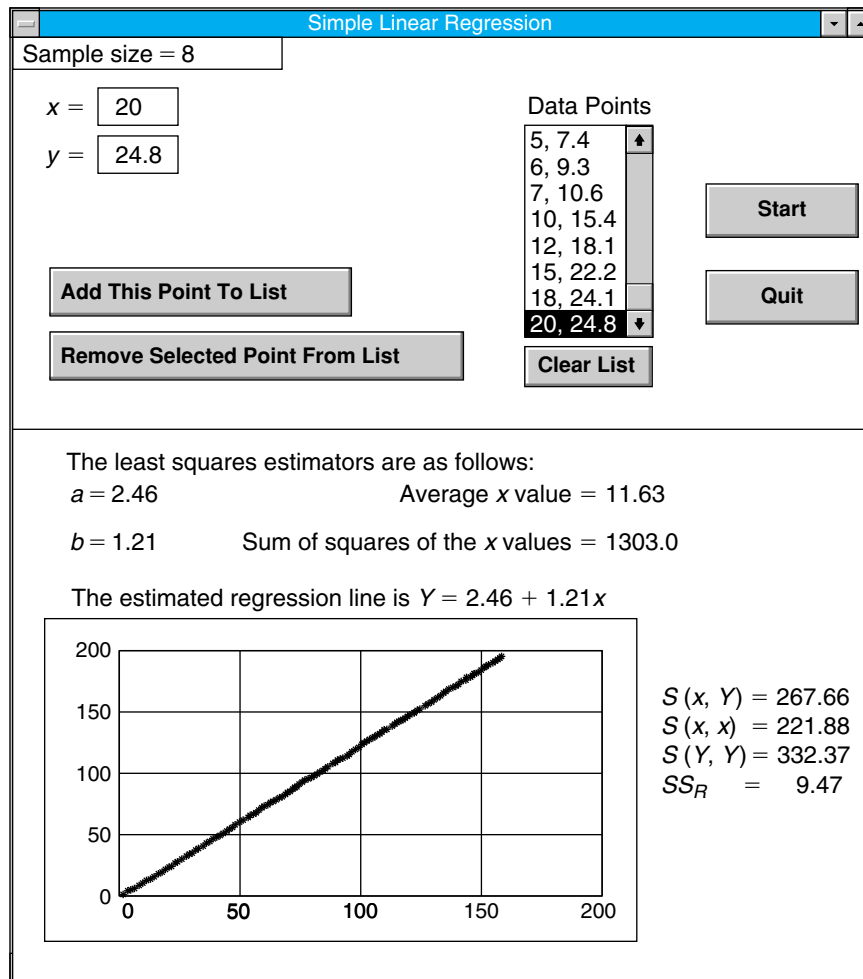 Simple Linear Regression
Sample size = 8
x = 20
y = 24.8
Data Points
5, 7.4
6, 9.3
7, 10.6
10, 15.4
12, 18.1
15, 22.2
18, 24.1
20, 24.8
Start
Quit
Add This Point To List
Remove Selected Point From List
Clear List
The least squares estimators are as follows:
a = 2.46 Average x value = 11.63
b = 1.21 Sum of squares of the x values = 1303.0
The estimated regression line is Y = 2.46 + 1.21x
200
150
100
50
0
0 50 100 150 200
S (x, Y) = 267.66
S (x, x) = 221.88
S (Y, Y) = 332.37
SS_R = 9.47